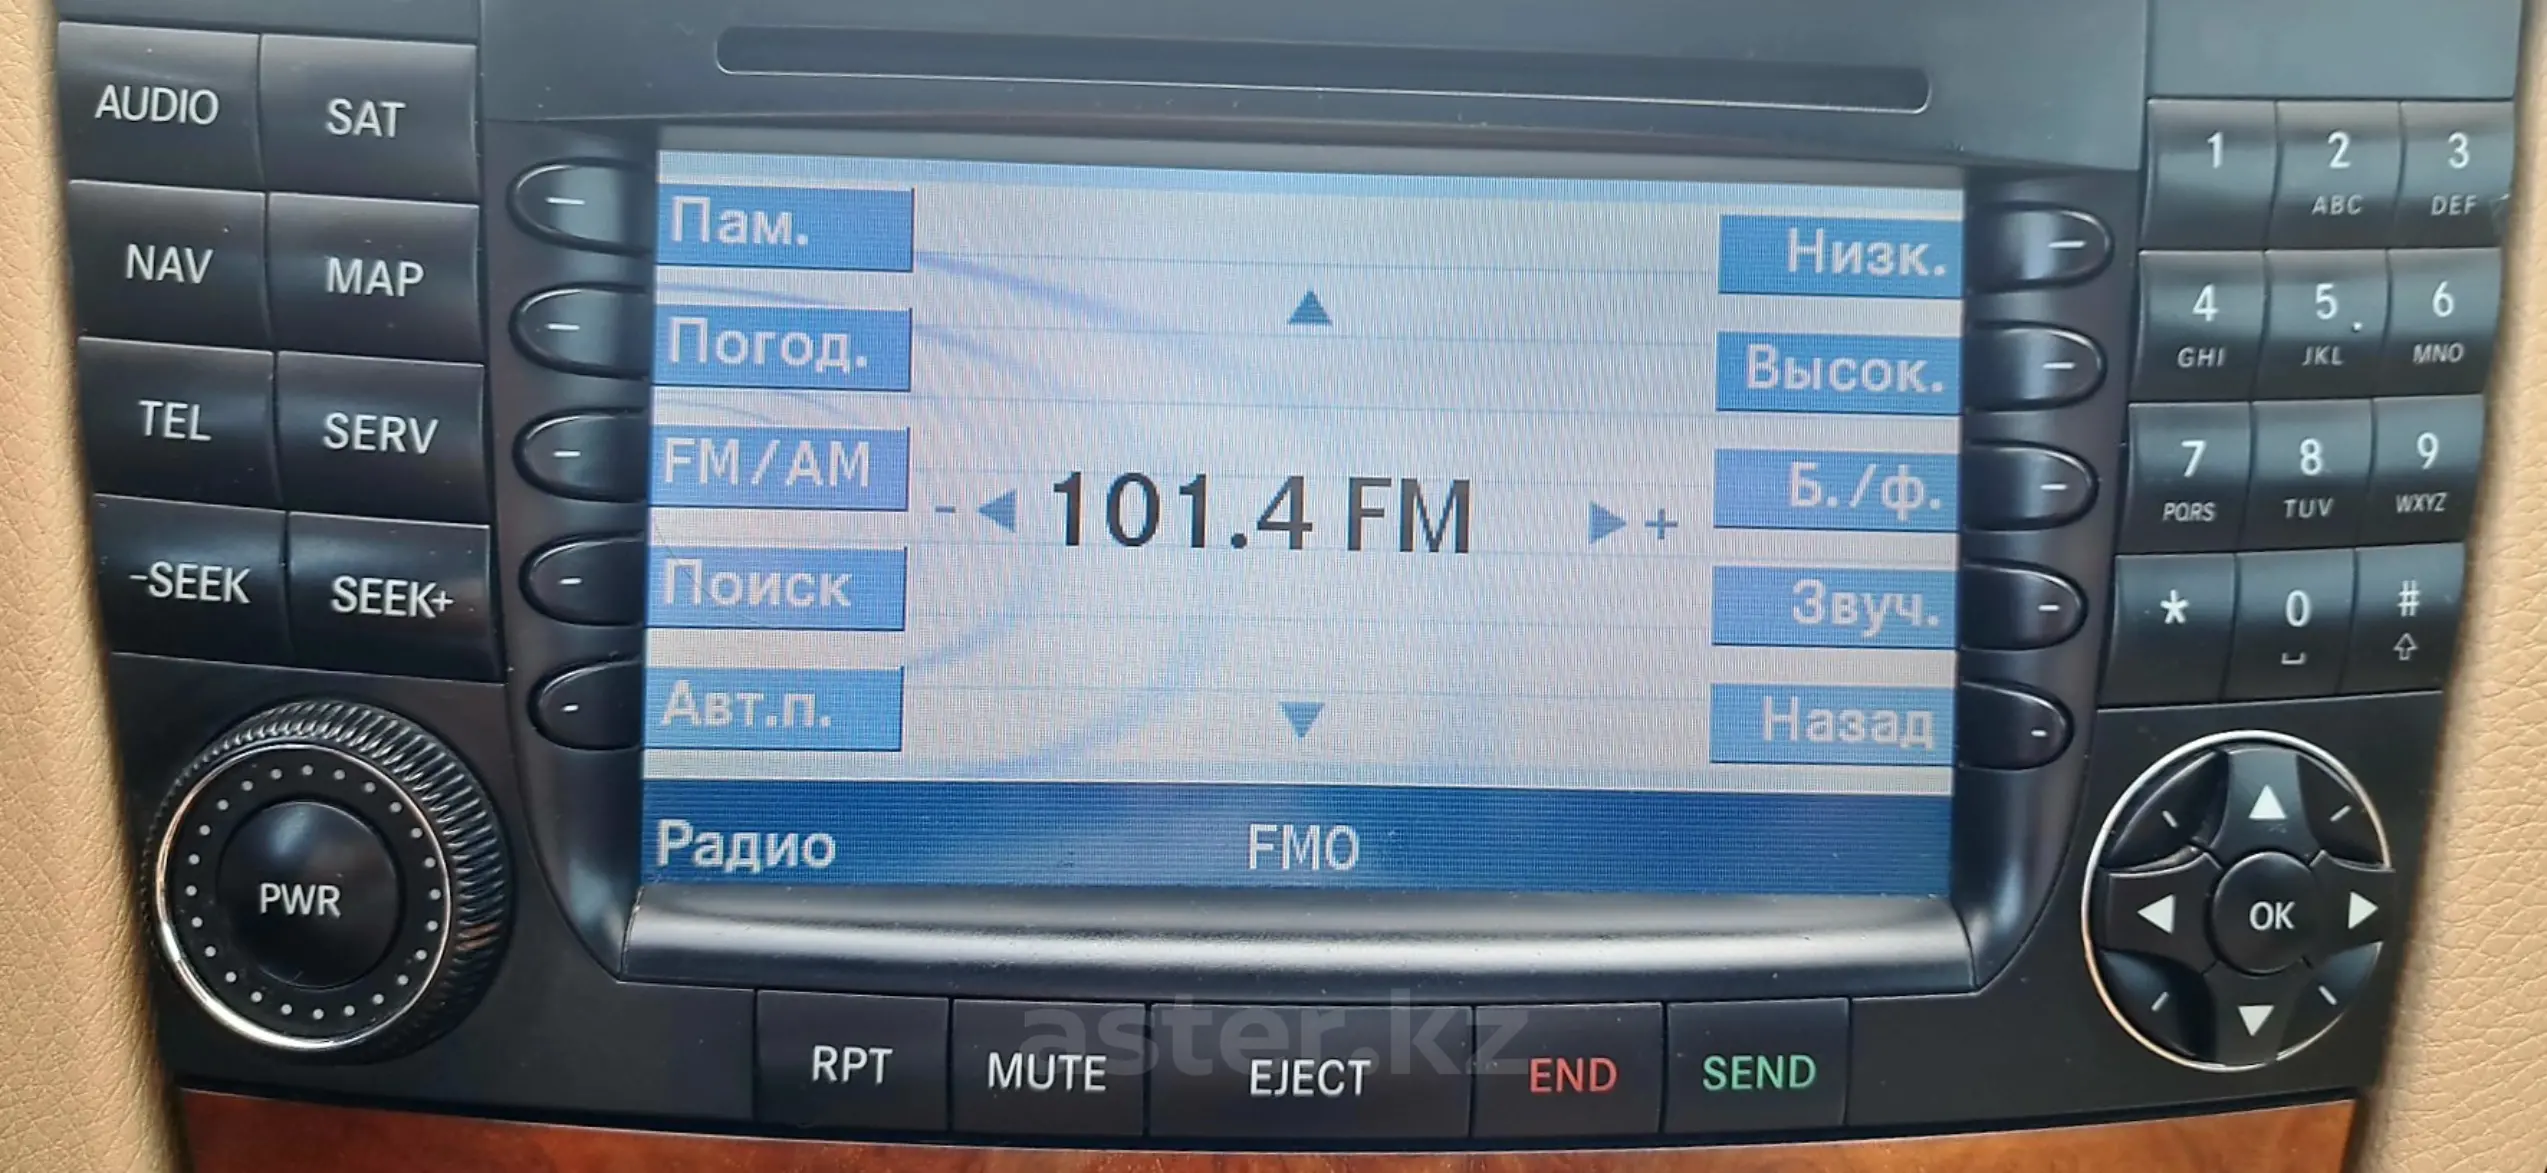 AUDIO SAT
NAV MAP
TEL SERV
-SEEK SEEK+
PWR
Пам.
Погод.
FM/AM
Поиск
Авт.п.
- 101.4 FM +
Низк.
Высок.
Б./ф.
Звуч.
Назад
Радио FM0
1 2 3
ABC DEF
4 5. 6
GHI JKL MNO
7 8 9
PQRS TUV WXYZ
* 0 #
OK
RPT MUTE EJECT END SEND
aster.kz